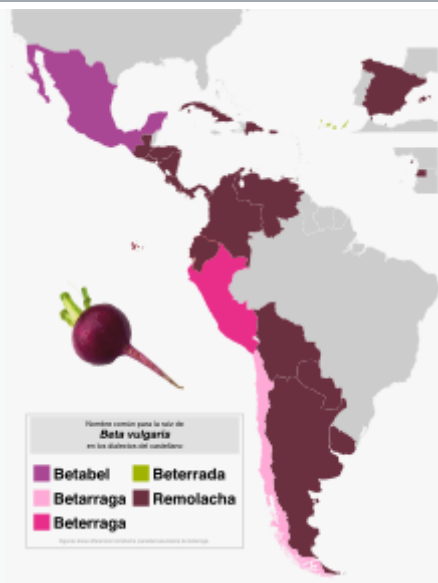 Nombre común para la raíz de
Beta vulgaris
en los dialectos del castellano
Betabel
Beterrada
Betarraga
Remolacha
Beterraga